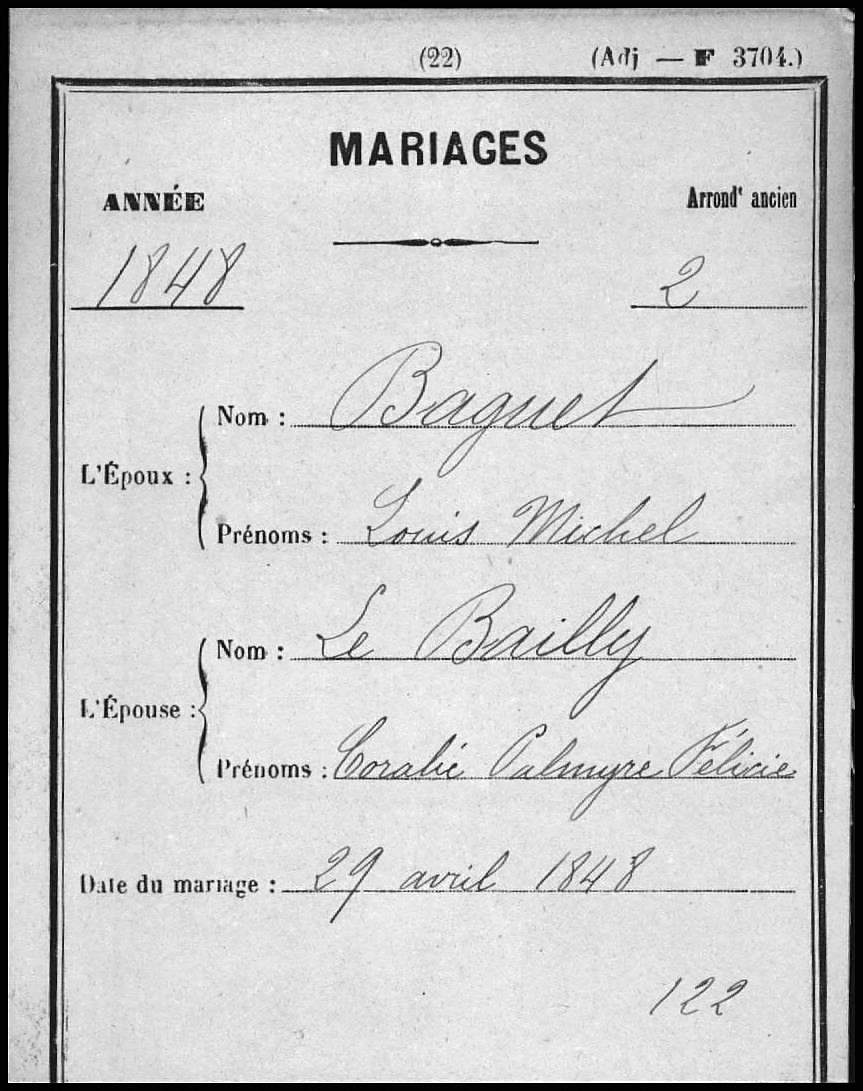 (22) (Adj — F 3704.)
MARIAGES
ANNÉE Arrondt ancien
1848 2
Nom : Baguet
L'Époux :
Prénoms : Louis Michel
Nom : Le Bailly
L'Épouse :
Prénoms : Coralie Palmyre Félicie
Date du mariage : 29 avril 1848
122